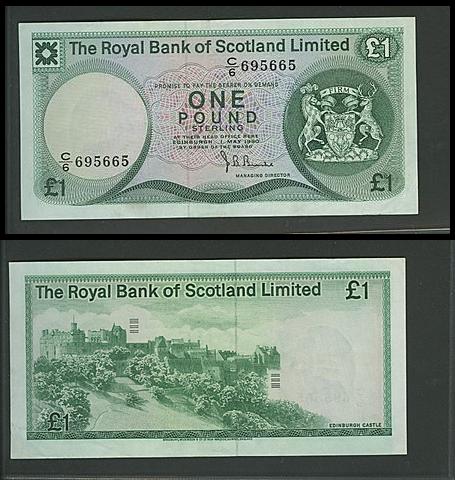 The Royal Bank of Scotland Limited
£1
C/6 695665
PROMISE TO PAY THE BEARER ON DEMAND
ONE
POUND
STERLING
AT THEIR HEAD OFFICE HERE
EDINBURGH 1 MAY 1980
BY ORDER OF THE BOARD
FIRM
C/6 695665
MANAGING DIRECTOR
£1
£1
The Royal Bank of Scotland Limited
£1
£1
EDINBURGH CASTLE